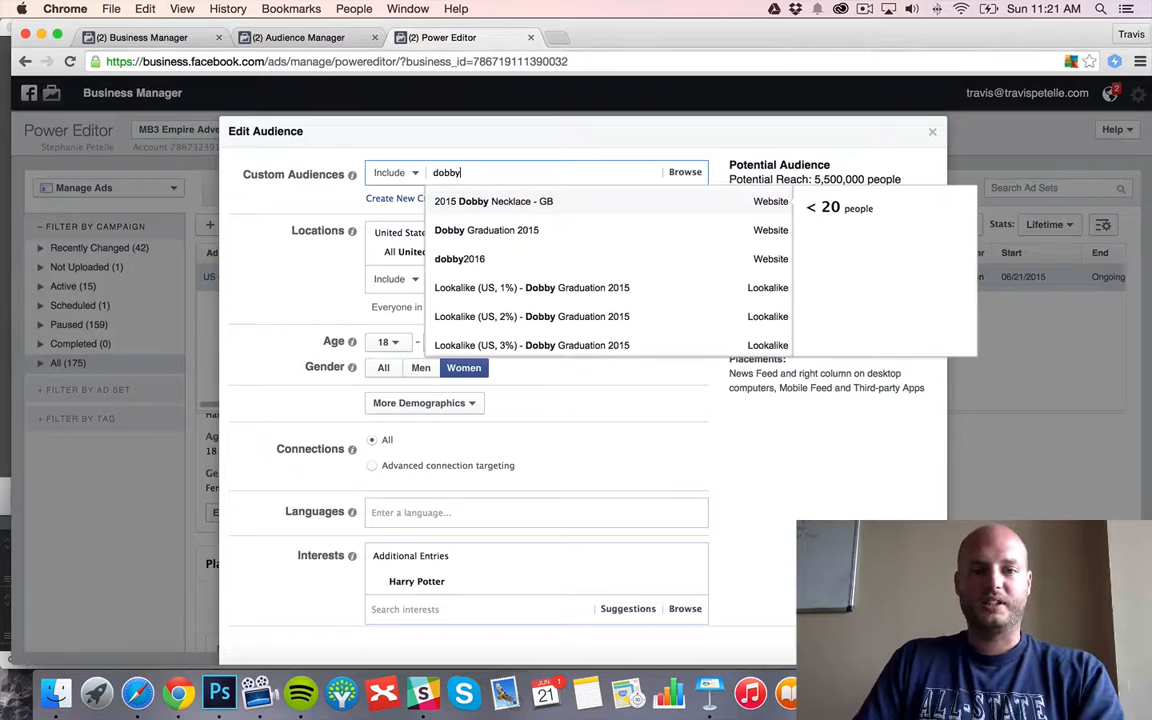 Chrome File Edit View History Bookmarks People Window Help
Sun 11:21 AM
(2) Business Manager
(2) Audience Manager
(2) Power Editor
Travis
https://business.facebook.com/ads/manage/powereditor/?business_id=786719111390032
Business Manager
travis@travispetelle.com
2
Power Editor
MB3 Empire Adve
Stephanie Petelle
Help
Manage Ads
Search Ad Sets
FILTER BY CAMPAIGN
Recently Changed (42)
Not Uploaded (1)
Active (15)
Scheduled (1)
Paused (159)
Completed (0)
All (175)
+ FILTER BY AD SET
+ FILTER BY TAG
Stats: Lifetime
Start
End
06/21/2015
Ongoing
US
18
Edit Audience
Custom Audiences
Include
dobby
Browse
Create New C
2015 Dobby Necklace - GB
Website
Dobby Graduation 2015
Website
dobby2016
Website
Lookalike (US, 1%) - Dobby Graduation 2015
Lookalike
Lookalike (US, 2%) - Dobby Graduation 2015
Lookalike
Lookalike (US, 3%) - Dobby Graduation 2015
Lookalike
< 20 people
Potential Audience
Potential Reach: 5,500,000 people
Locations
United State
All United
Include
Everyone in
Age
18
-
Gender
All
Men
Women
More Demographics
Connections
All
Advanced connection targeting
Languages
Enter a language...
Interests
Additional Entries
Harry Potter
Search interests
Suggestions
Browse
Placements:
News Feed and right column on desktop
computers, Mobile Feed and Third-party Apps
Ps
JUN
21
ALL-STATE